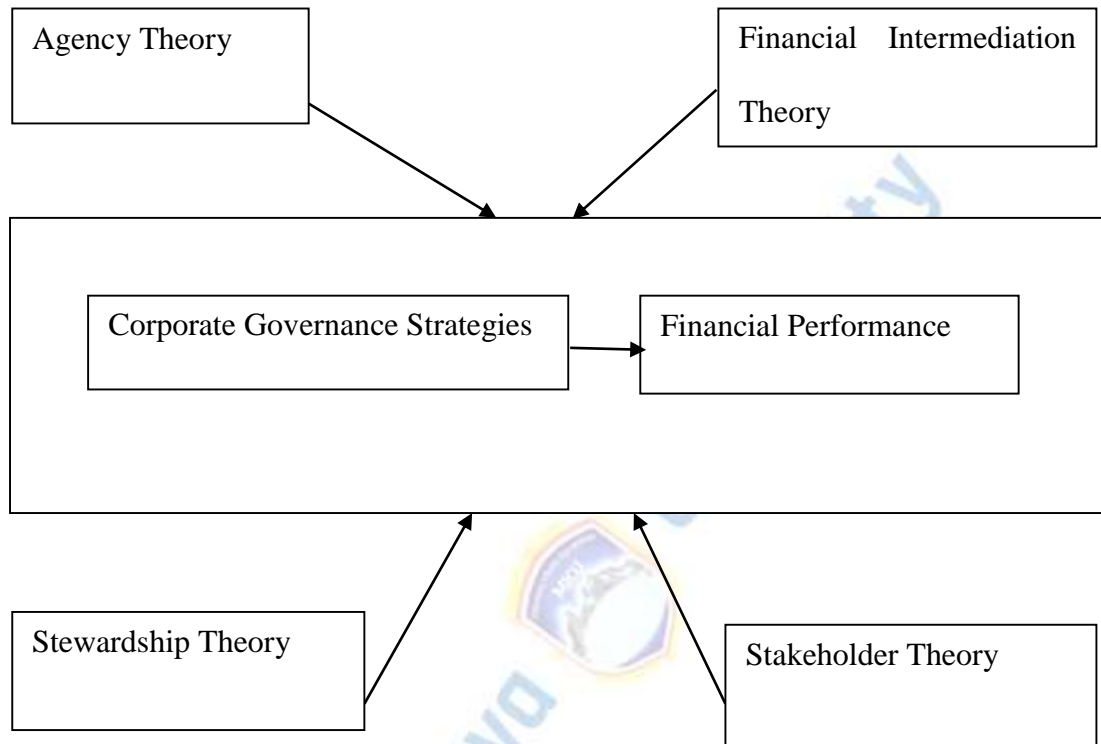 Agency Theory
Financial Intermediation
Theory
Corporate Governance Strategies
Financial Performance
Stewardship Theory
Stakeholder Theory